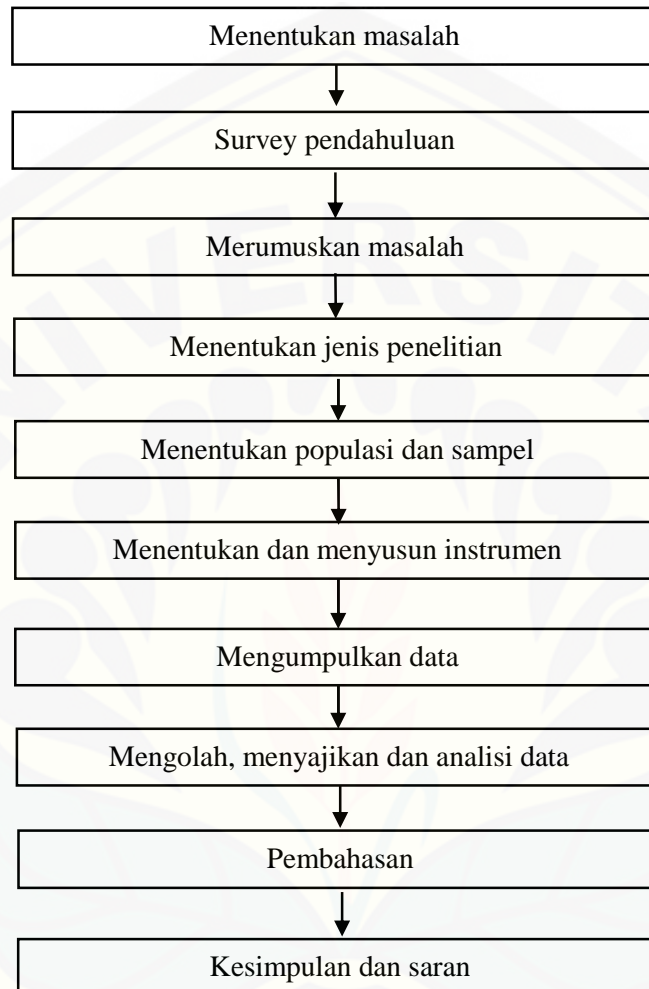 Menentukan masalah
Survey pendahuluan
Merumuskan masalah
Menentukan jenis penelitian
Menentukan populasi dan sampel
Menentukan dan menyusun instrumen
Mengumpulkan data
Mengolah, menyajikan dan analisi data
Pembahasan
Kesimpulan dan saran